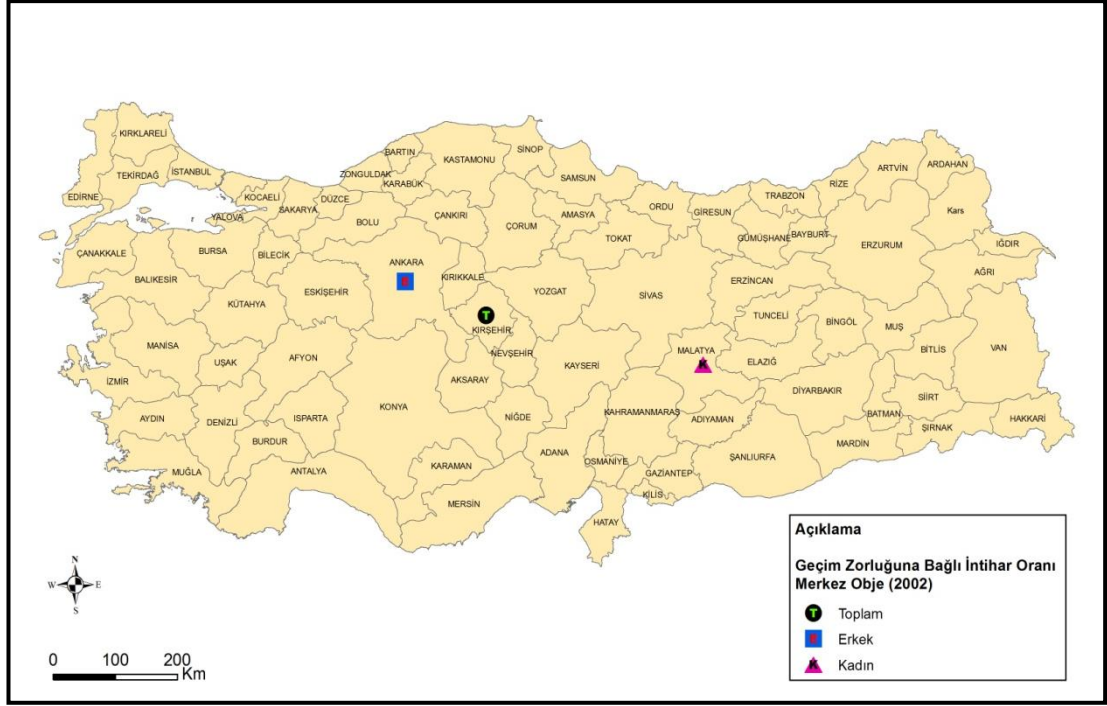 KIRKLARELİ
TEKİRDAĞ
İSTANBUL
EDİRNE
KOCAELİ
YALOVA
SAKARYA
DÜZCE
ZONGULDAK
BARTIN
KARABÜK
KASTAMONU
SİNOP
SAMSUN
BOLU
ÇANKIRI
ÇORUM
AMASYA
ORDU
GİRESUN
TRABZON
RİZE
ARTVİN
ARDAHAN
Kars
TOKAT
GÜMÜŞHANE
BAYBURT
ERZURUM
IĞDIR
AĞRI
ÇANAKKALE
BURSA
BİLECİK
BALIKESİR
ESKİŞEHİR
ANKARA
KIRIKKALE
YOZGAT
SİVAS
ERZİNCAN
KÜTAHYA
T
KIRŞEHİR
TUNCELİ
BİNGÖL
MUŞ
MANİSA
UŞAK
AFYON
NEVŞEHİR
KAYSERİ
MALATYA
K
ELAZIĞ
BİTLİS
VAN
İZMİR
AKSARAY
DİYARBAKIR
SİİRT
AYDIN
DENİZLİ
ISPARTA
KONYA
NİĞDE
KAHRAMANMARAŞ
ADIYAMAN
BATMAN
ŞIRNAK
HAKKARİ
BURDUR
MARDİN
MUĞLA
ANTALYA
KARAMAN
ADANA
OSMANİYE
GAZİANTEP
ŞANLIURFA
MERSİN
KİLİS
HATAY
Açıklama
Geçim Zorluğuna Bağlı İntihar Oranı
Merkez Obje (2002)
T Toplam
Erkek
K Kadın
N
W E
S
0 100 200
Km